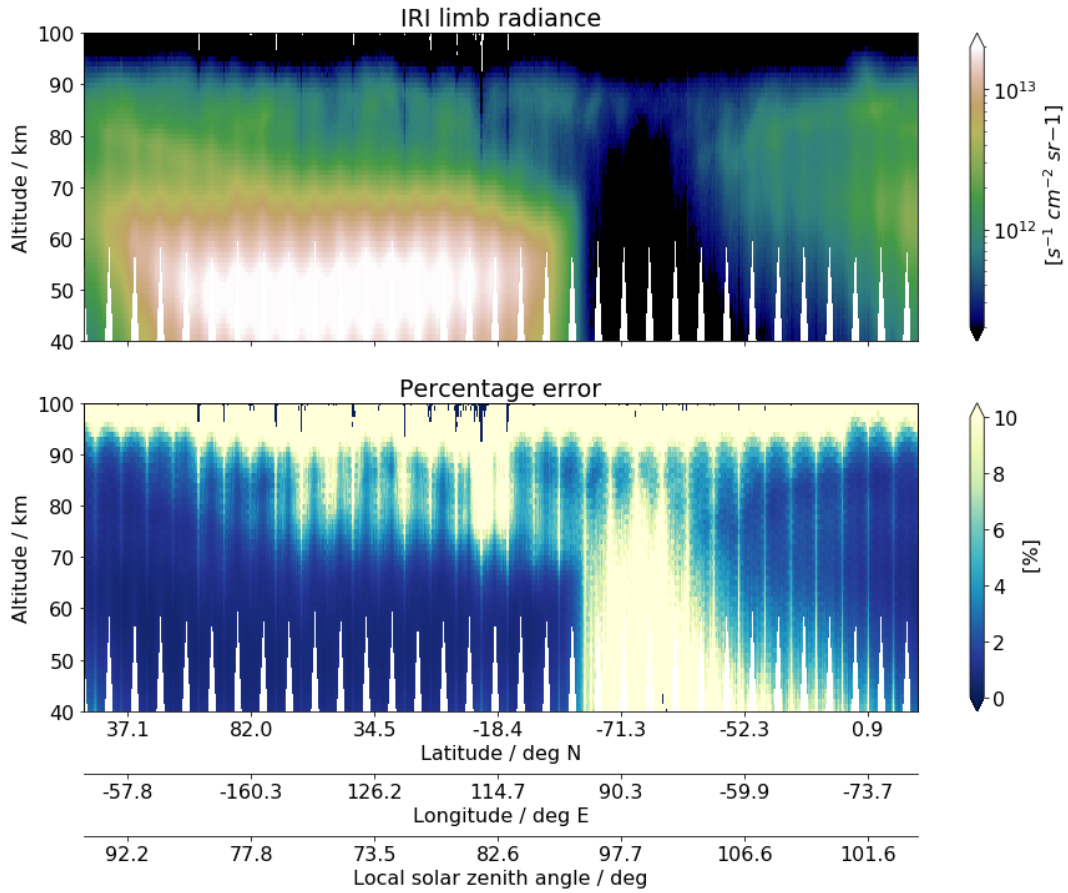 IRI limb radiance
100
90
80
70
60
50
40
Altitude / km
10^13
10^12
[s^-1 cm^-2 sr-1]
Percentage error
100
90
80
70
60
50
40
Altitude / km
10
8
6
4
2
0
[%]
37.1 82.0 34.5 -18.4 -71.3 -52.3 0.9
Latitude / deg N
-57.8 -160.3 126.2 114.7 90.3 -59.9 -73.7
Longitude / deg E
92.2 77.8 73.5 82.6 97.7 106.6 101.6
Local solar zenith angle / deg